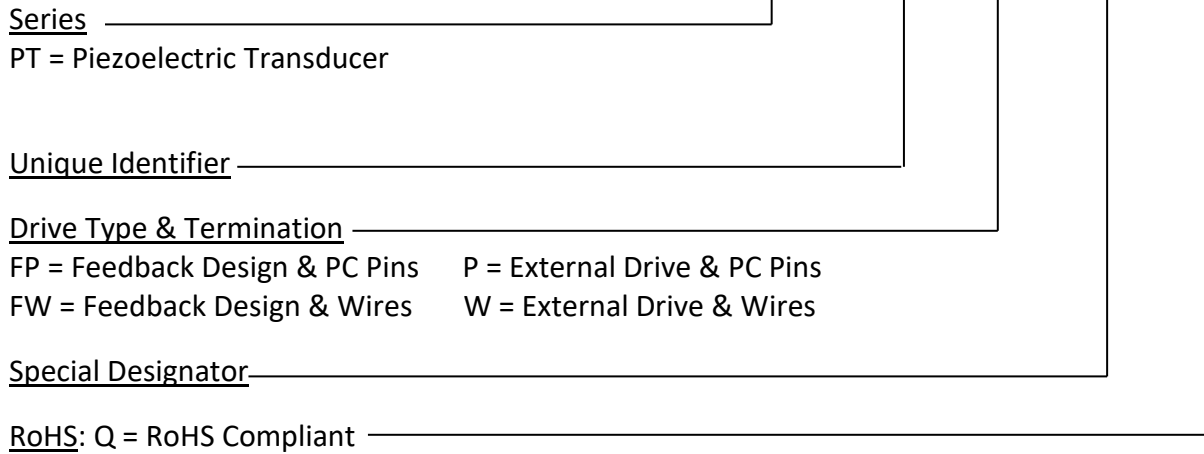 Series
PT = Piezoelectric Transducer
Unique Identifier
Drive Type & Termination
FP = Feedback Design & PC Pins P = External Drive & PC Pins
FW = Feedback Design & Wires W = External Drive & Wires
Special Designator
RoHS: Q = RoHS Compliant